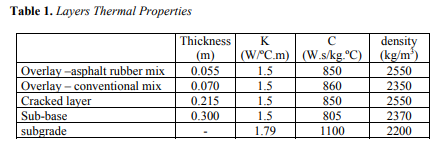 Table 1. Layers Thermal Properties
Thickness K C density
(m) (W/ºC.m) (W.s/kg.ºC) (kg/m³)
Overlay –asphalt rubber mix 0.055 1.5 850 2550
Overlay – conventional mix 0.070 1.5 860 2350
Cracked layer 0.215 1.5 850 2550
Sub-base 0.300 1.5 805 2370
subgrade - 1.79 1100 2200